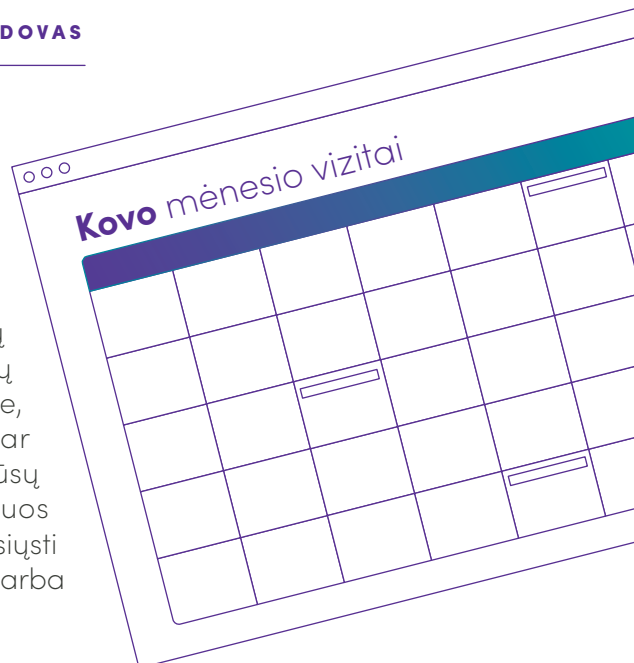 DOVAS
Kovo mėnesio vizitai
ų
ų
e,
ar
ūsų
uos
siųsti
arba